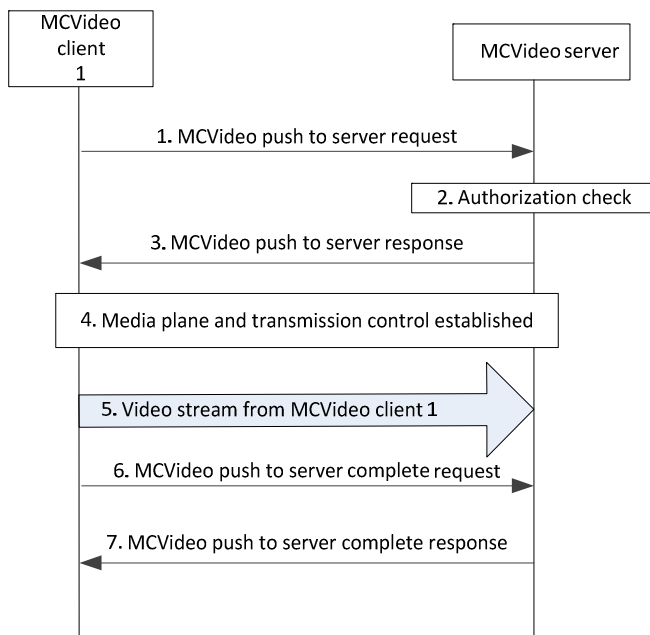 MCVideo
client
1
MCVideo server
1. MCVideo push to server request
2. Authorization check
3. MCVideo push to server response
4. Media plane and transmission control established
5. Video stream from MCVideo client 1
6. MCVideo push to server complete request
7. MCVideo push to server complete response